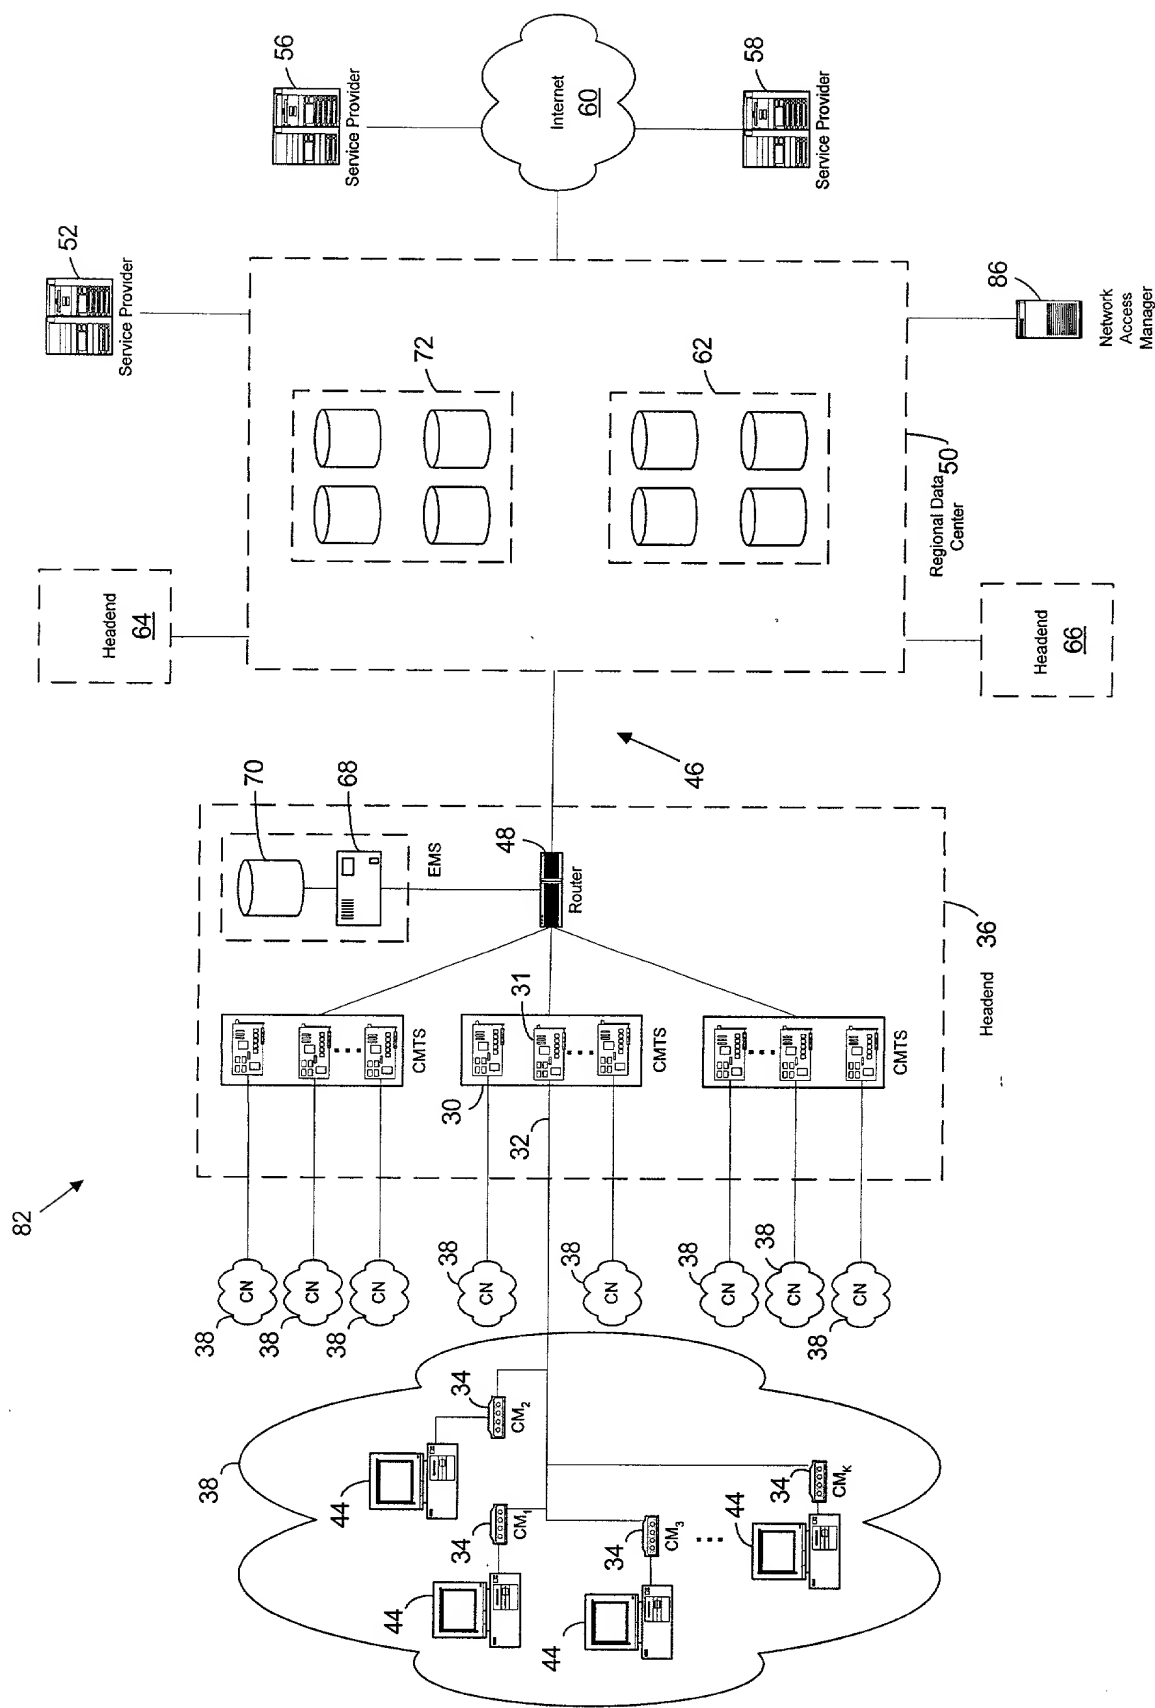 82
38
44
44
44
44
34
CM1
34
CM2
34
CM3
34
CMK
38
CN
38
CN
38
CN
38
CN
38
CN
38
CN
38
CN
38
CN
32
30
31
CMTS
CMTS
CMTS
70
68
EMS
48
Router
36
Headend
46
Headend
64
Headend
66
72
62
50
Regional Data
Center
52
Service Provider
56
Service Provider
Internet
60
58
Service Provider
86
Network
Access
Manager